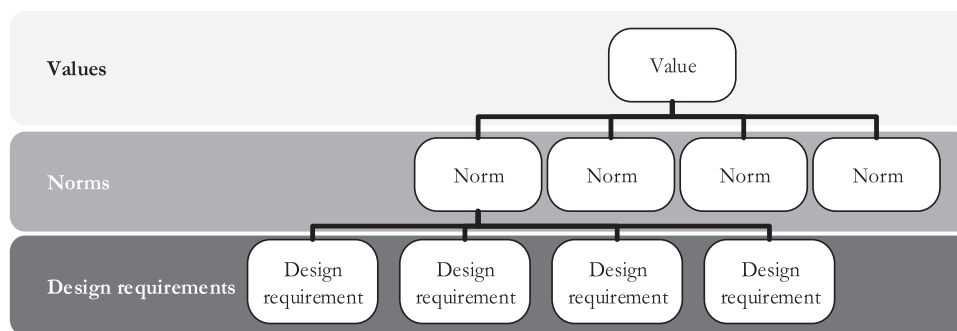 Values
Value
Norms
Norm
Norm
Norm
Norm
Design requirements
Design
requirement
Design
requirement
Design
requirement
Design
requirement